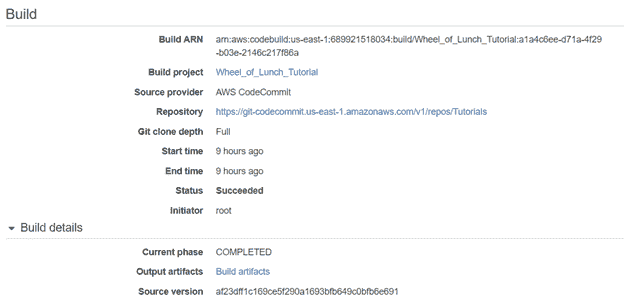 Build
Build ARN arn:aws:codebuild:us-east-1:689921518034:build/Wheel_of_Lunch_Tutorial:a1a4c6ee-d71a-4f29
-b03e-2146c217f86a
Build project Wheel_of_Lunch_Tutorial
Source provider AWS CodeCommit
Repository https://git-codecommit.us-east-1.amazonaws.com/v1/repos/Tutorials
Git clone depth Full
Start time 9 hours ago
End time 9 hours ago
Status Succeeded
Initiator root
Build details
Current phase COMPLETED
Output artifacts Build artifacts
Source version af23dff1c169ce5f290a1693bfb649c0bfb6e691